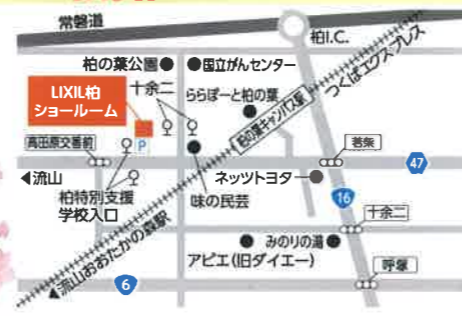 常磐道
柏I.C.
柏の葉公園
国立がんセンター
つくばエクスプレス
LIXIL柏
ショールーム
十余二
ららぽーと柏の葉
柏の葉キャンパス駅
P
高田原交番前
若柴
47
◀流山
ネッツトヨタ
柏特別支援
学校入口
味の民芸
16
十余二
みのりの湯
アピエ(旧ダイエー)
呼塚
▲流山おおたかの森駅
6